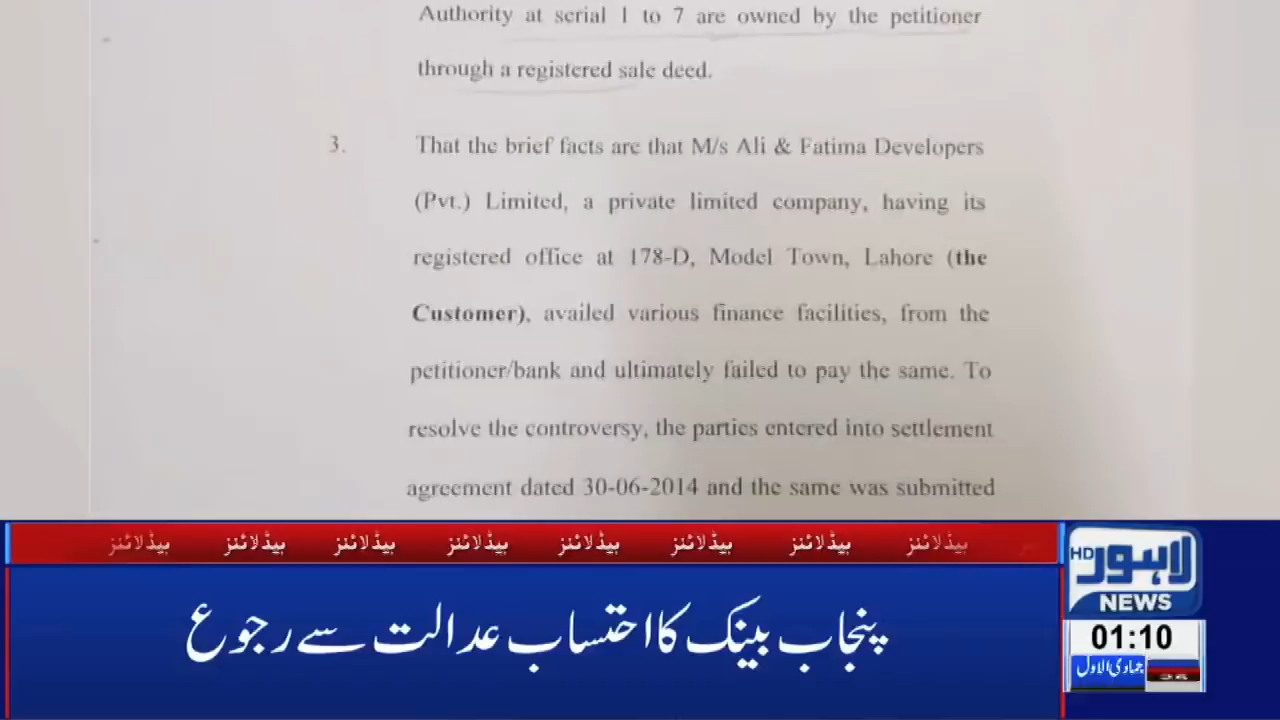 Authority at serial 1 to 7 are owned by the petitioner
through a registered sale deed.
3. That the brief facts are that M/s Ali & Fatima Developers
(Pvt.) Limited, a private limited company, having its
registered office at 178-D, Model Town, Lahore (the
Customer), availed various finance facilities, from the
petitioner/bank and ultimately failed to pay the same. To
resolve the controversy, the parties entered into settlement
agreement dated 30-06-2014 and the same was submitted
ہیڈلائنز ہیڈلائنز ہیڈلائنز ہیڈلائنز ہیڈلائنز ہیڈلائنز ہیڈلائنز ہیڈلائنز
پنجاب بینک کا احتساب عدالت سے رجوع
HD لاہور
NEWS
01:10
جمادی الاول